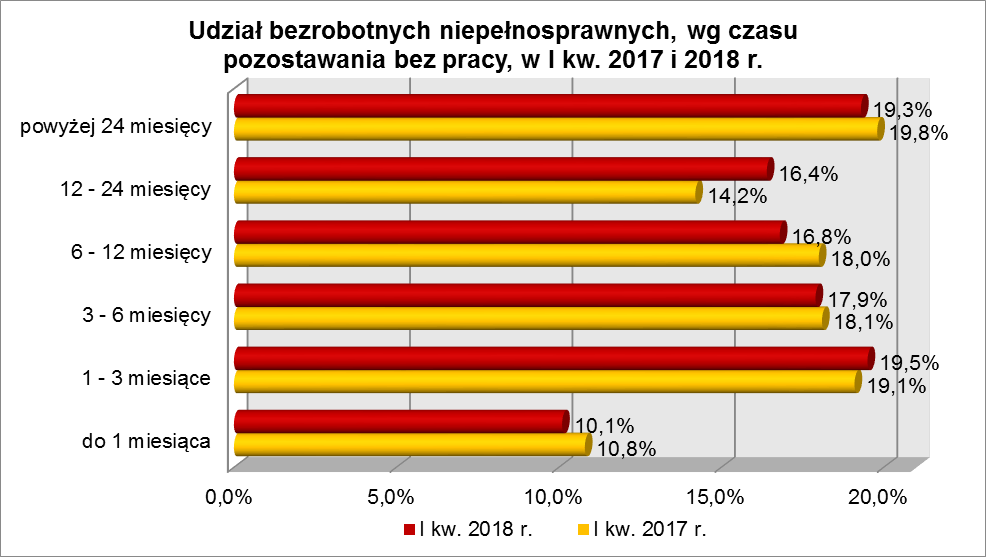 Udział bezrobotnych niepełnosprawnych, wg czasu
pozostawania bez pracy, w I kw. 2017 i 2018 r.
powyżej 24 miesięcy
19,3%
19,8%
12 - 24 miesięcy
16,4%
14,2%
6 - 12 miesięcy
16,8%
18,0%
3 - 6 miesięcy
17,9%
18,1%
1 - 3 miesiące
19,5%
19,1%
do 1 miesiąca
10,1%
10,8%
0,0% 5,0% 10,0% 15,0% 20,0%
I kw. 2018 r. I kw. 2017 r.